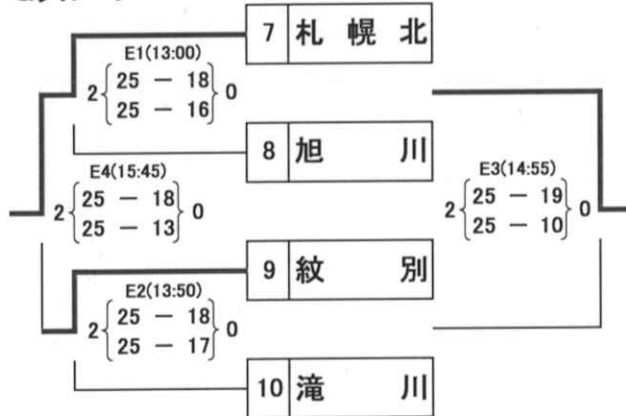 7 札幌北
E1(13:00)
2 25 － 18 0
25 － 16
8 旭川
E4(15:45)
2 25 － 18 0
25 － 13
E3(14:55)
2 25 － 19 0
25 － 10
9 紋別
E2(13:50)
2 25 － 18 0
25 － 17
10 滝川